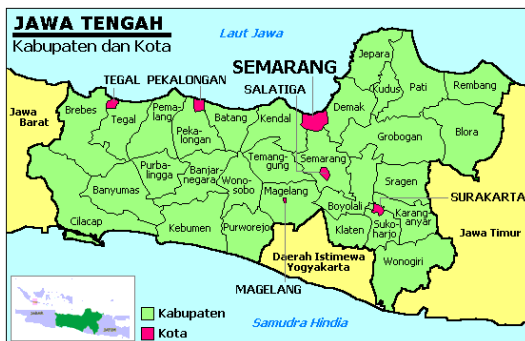 JAWA TENGAH
Kabupaten dan Kota
Laut Jawa
TEGAL
PEKALONGAN
SEMARANG
SALATIGA
Jepara
Kudus
Pati
Rembang
Jawa
Barat
Brebes
Tegal
Pema-
lang
Peka-
longan
Batang
Kendal
Demak
Grobogan
Blora
Temang-
gung
Semarang
Purba-
lingga
Banjar-
negara
Wono-
sobo
Banyumas
Magelang
Boyolali
Sragen
SURAKARTA
Cilacap
Kebumen
Purworejo
Klaten
Suko-
harjo
Karang-
anyar
Jawa Timur
Daerah Istimewa
Yogyakarta
Wonogiri
MAGELANG
Samudra Hindia
Kabupaten
Kota